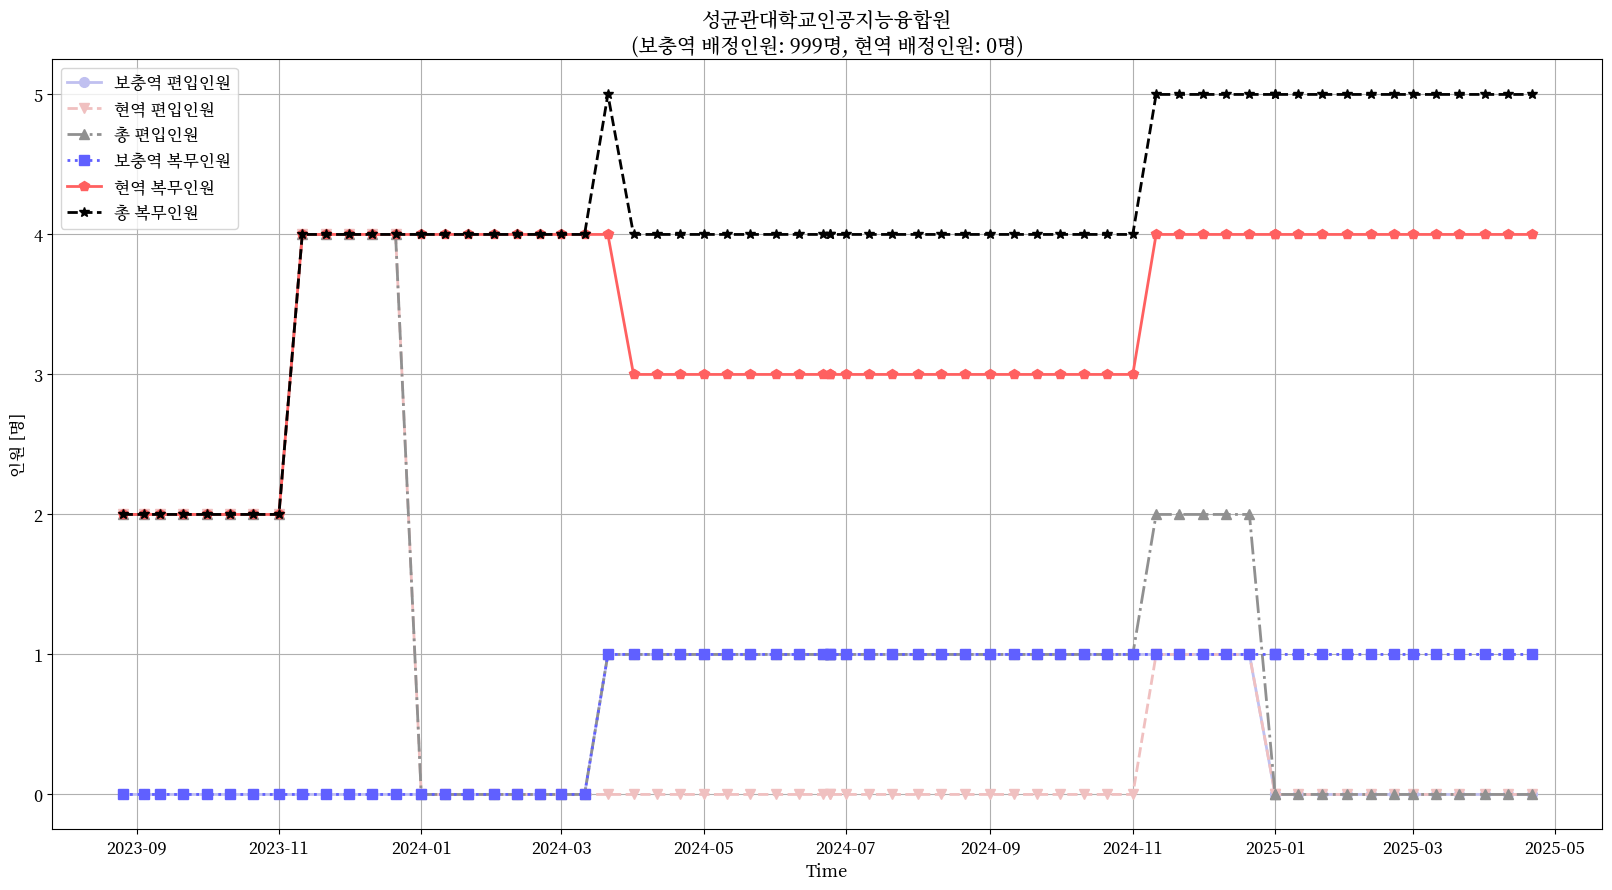 성균관대학교인공지능융합원
(보충역 배정인원: 999명, 현역 배정인원: 0명)
보충역 편입인원
현역 편입인원
총 편입인원
보충역 복무인원
현역 복무인원
총 복무인원
인원 [명]
5
4
3
2
1
0
2023-09
2023-11
2024-01
2024-03
2024-05
2024-07
2024-09
2024-11
2025-01
2025-03
2025-05
Time